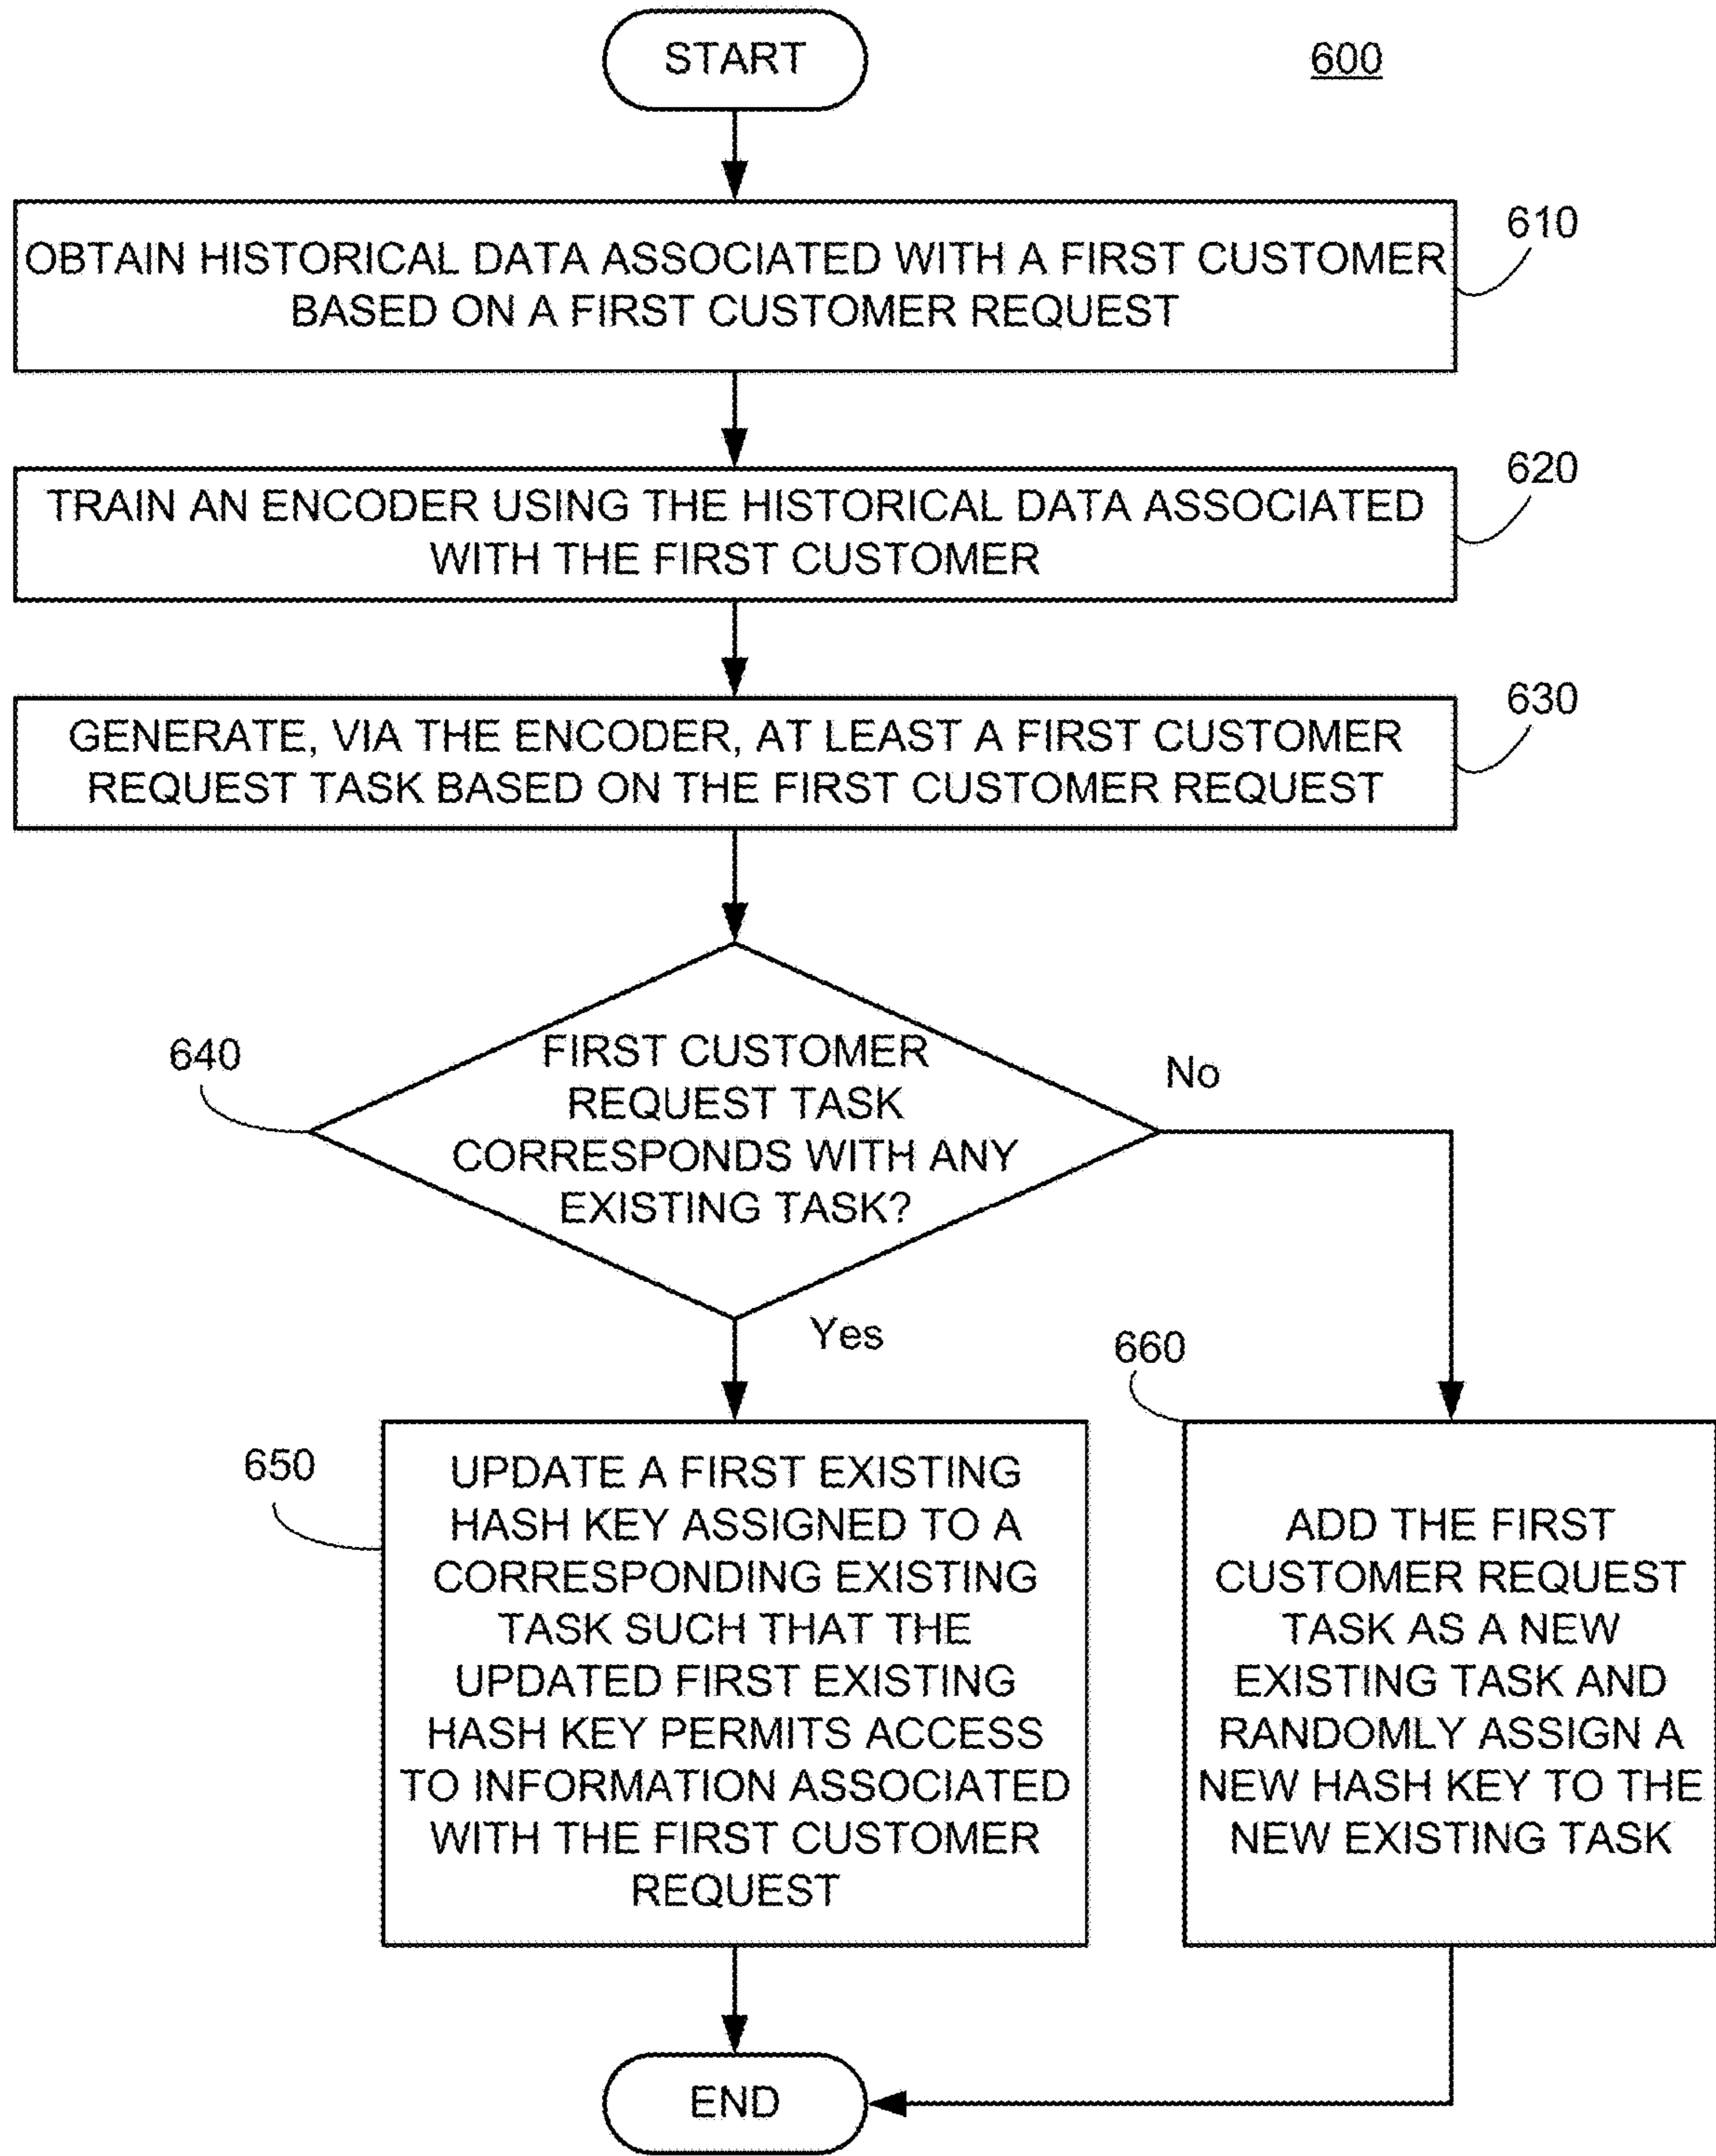 START
600
610
OBTAIN HISTORICAL DATA ASSOCIATED WITH A FIRST CUSTOMER
BASED ON A FIRST CUSTOMER REQUEST
620
TRAIN AN ENCODER USING THE HISTORICAL DATA ASSOCIATED
WITH THE FIRST CUSTOMER
630
GENERATE, VIA THE ENCODER, AT LEAST A FIRST CUSTOMER
REQUEST TASK BASED ON THE FIRST CUSTOMER REQUEST
640
FIRST CUSTOMER
REQUEST TASK
CORRESPONDS WITH ANY
EXISTING TASK?
No
Yes
650
UPDATE A FIRST EXISTING
HASH KEY ASSIGNED TO A
CORRESPONDING EXISTING
TASK SUCH THAT THE
UPDATED FIRST EXISTING
HASH KEY PERMITS ACCESS
TO INFORMATION ASSOCIATED
WITH THE FIRST CUSTOMER
REQUEST
660
ADD THE FIRST
CUSTOMER REQUEST
TASK AS A NEW
EXISTING TASK AND
RANDOMLY ASSIGN A
NEW HASH KEY TO THE
NEW EXISTING TASK
END